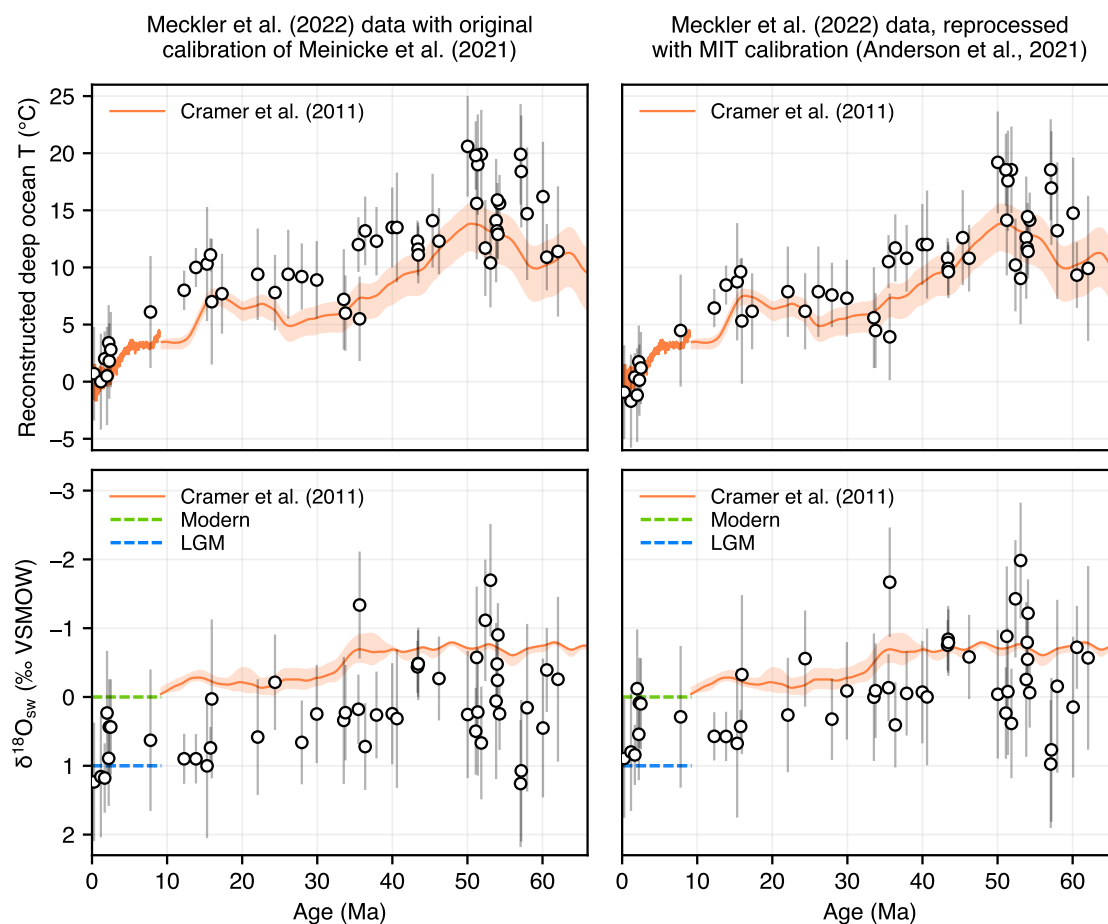 Meckler et al. (2022) data with original
calibration of Meinicke et al. (2021)
Meckler et al. (2022) data, reprocessed
with MIT calibration (Anderson et al., 2021)
Reconstructed deep ocean T (°C)
25
20
15
10
5
0
−5
Cramer et al. (2011)
Cramer et al. (2011)
δ¹⁸O_sw (‰ VSMOW)
−3
−2
−1
0
1
2
Cramer et al. (2011)
Modern
LGM
Cramer et al. (2011)
Modern
LGM
0 10 20 30 40 50 60
0 10 20 30 40 50 60
Age (Ma)
Age (Ma)